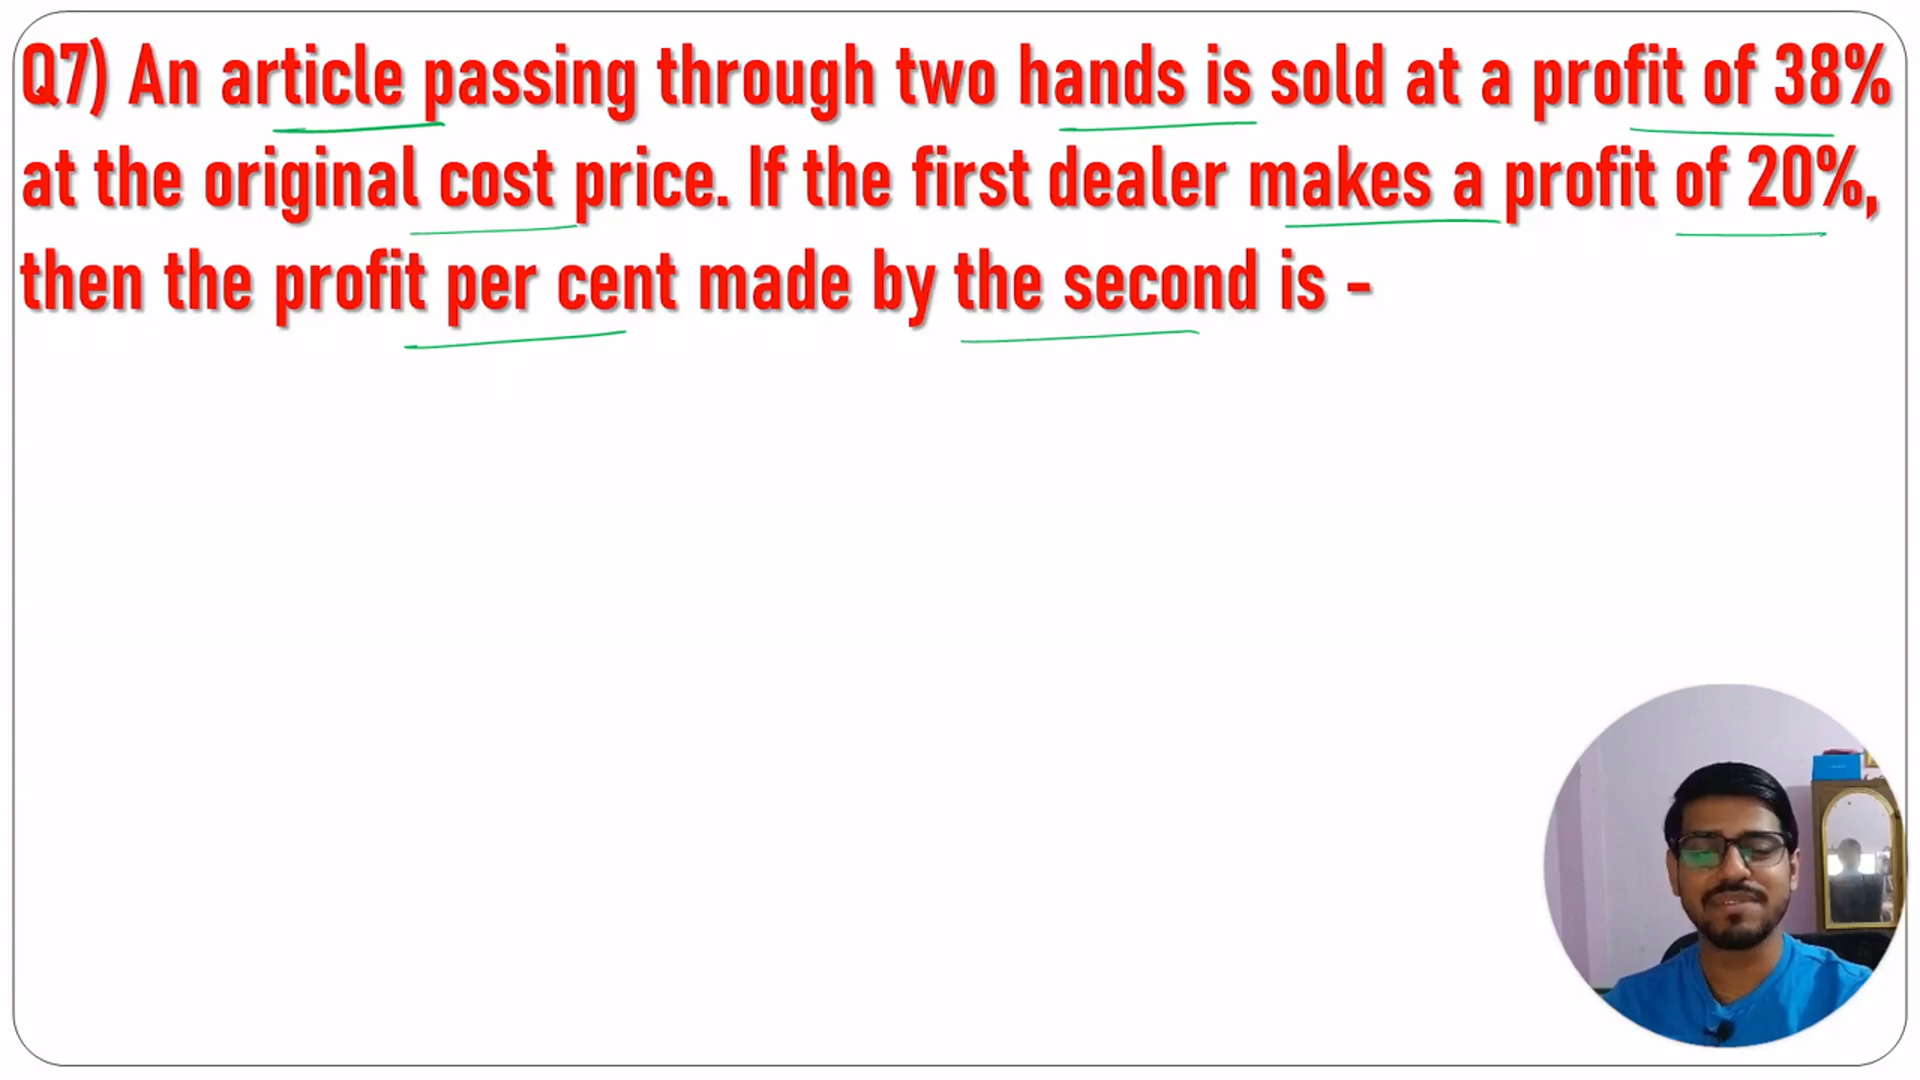 Q7) An article passing through two hands is sold at a profit of 38%
at the original cost price. If the first dealer makes a profit of 20%,
then the profit per cent made by the second is -